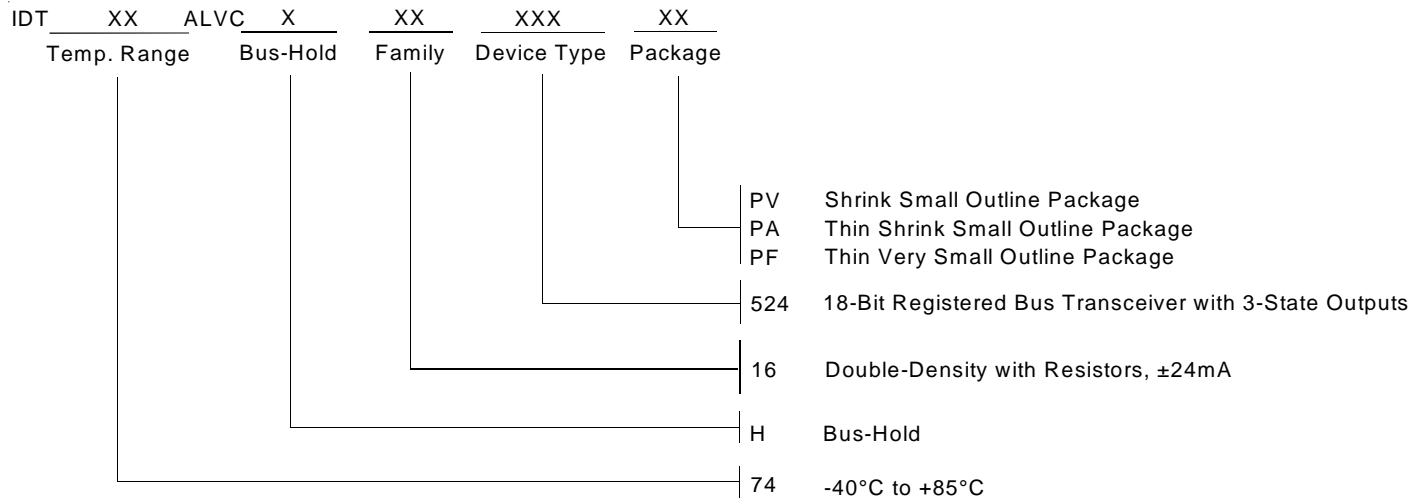 IDT XX ALVC X XX XXX XX
Temp. Range Bus-Hold Family Device Type Package
PV Shrink Small Outline Package
PA Thin Shrink Small Outline Package
PF Thin Very Small Outline Package
524 18-Bit Registered Bus Transceiver with 3-State Outputs
16 Double-Density with Resistors, ±24mA
H Bus-Hold
74 -40°C to +85°C